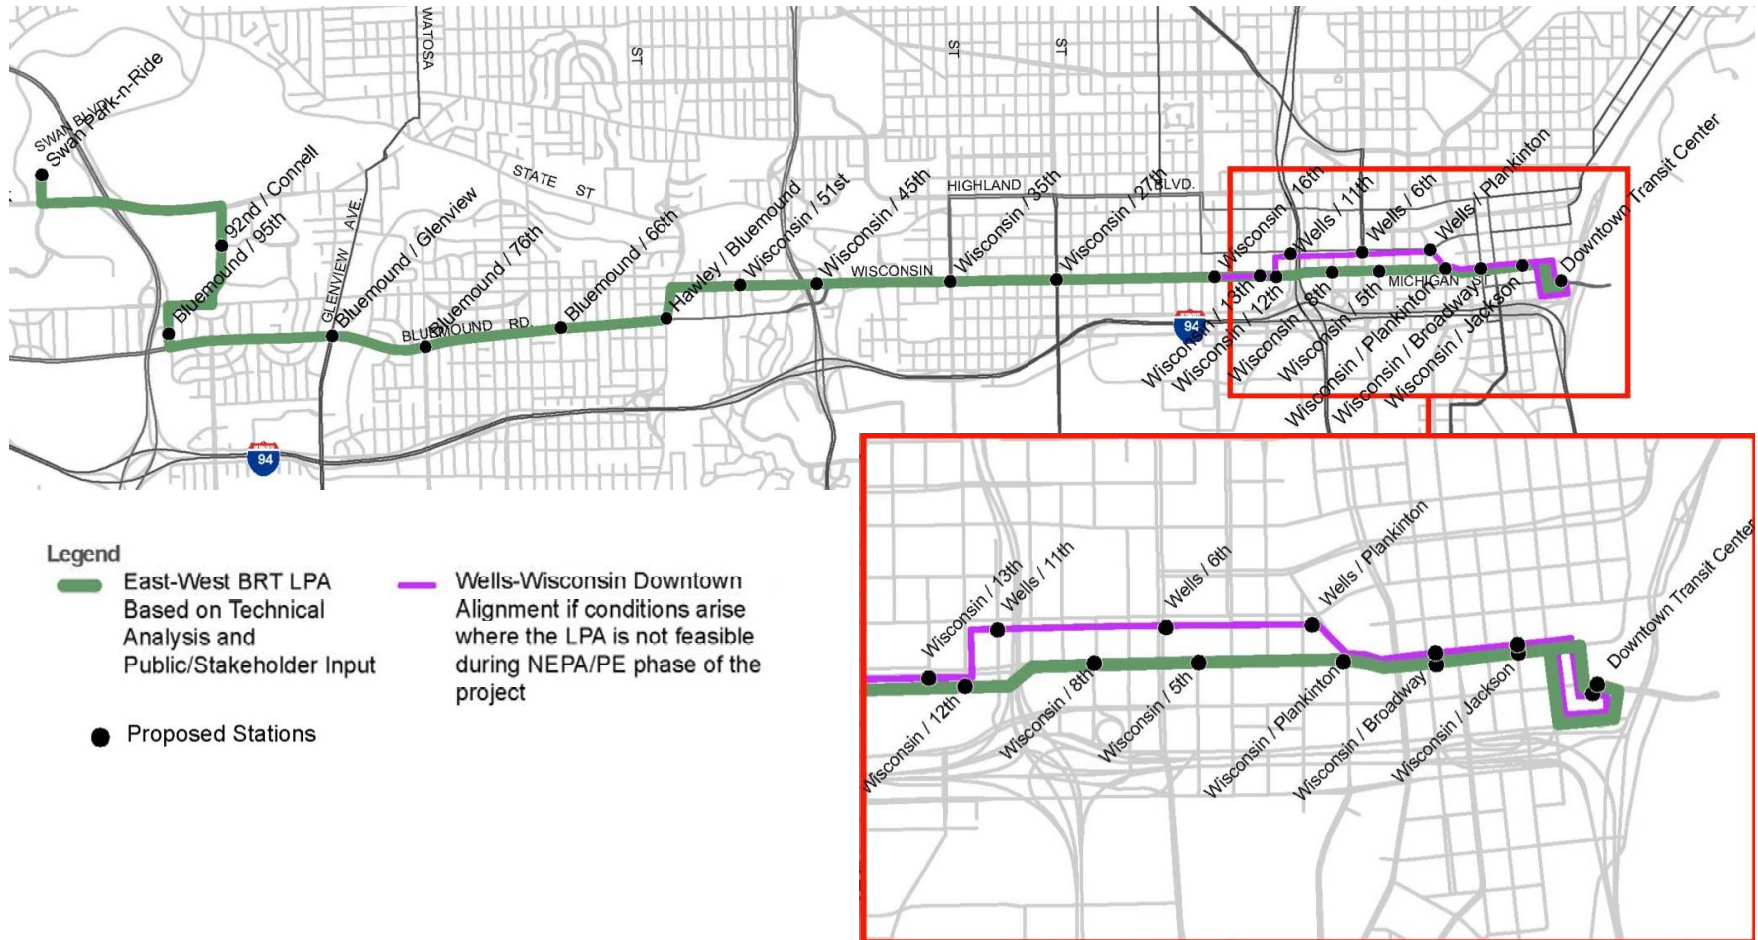 WATOSA
ST
ST
ST
SWAN BLVD.
Swan Park-n-Ride
92nd / Connell
Bluemound / 95th
GLENVIEW AVE.
Bluemound / Glenview
BLUEMOUND RD.
Bluemound / 76th
STATE ST
Bluemound / 66th
Hawley / Bluemound
Wisconsin / 51st
Wisconsin / 45th
WISCONSIN
HIGHLAND BLVD.
Wisconsin / 35th
Wisconsin / 27th
Wisconsin / 16th
Wells / 11th
Wells / 6th
Wells / Plankinton
Downtown Transit Center
MICHIGAN
Wisconsin / 13th
Wisconsin / 12th
Wisconsin / 8th
Wisconsin / 5th
Wisconsin / Plankinton
Wisconsin / Broadway
Wisconsin / Jackson
94
94
Wisconsin / 13th
Wells / 11th
Wells / 6th
Wells / Plankinton
Downtown Transit Center
Wisconsin / 12th
Wisconsin / 8th
Wisconsin / 5th
Wisconsin / Plankinton
Wisconsin / Broadway
Wisconsin / Jackson
Legend
East-West BRT LPA
Based on Technical
Analysis and
Public/Stakeholder Input
Wells-Wisconsin Downtown
Alignment if conditions arise
where the LPA is not feasible
during NEPA/PE phase of the
project
Proposed Stations